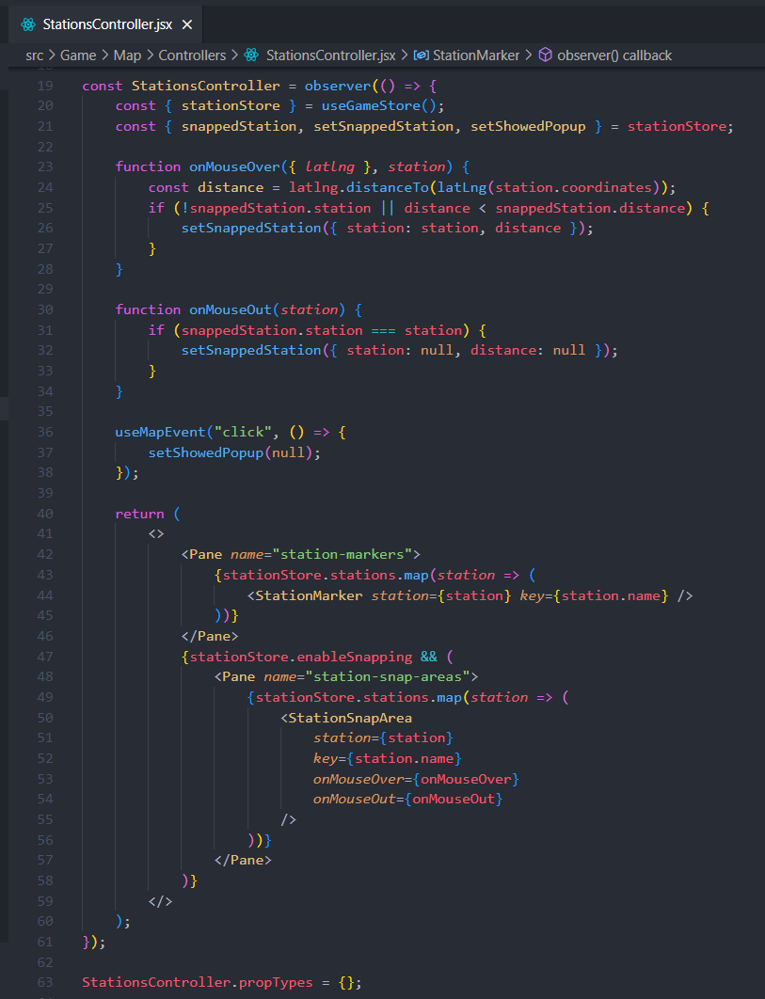 StationsController.jsx ×
src > Game > Map > Controllers > StationsController.jsx > StationMarker > observer() callback
19 const StationsController = observer(() => {
20     const { stationStore } = useGameStore();
21     const { snappedStation, setSnappedStation, setShowedPopup } = stationStore;
22
23     function onMouseOver({ latlng }, station) {
24         const distance = latlng.distanceTo(latLng(station.coordinates));
25         if (!snappedStation.station || distance < snappedStation.distance) {
26             setSnappedStation({ station: station, distance });
27         }
28     }
29
30     function onMouseOut(station) {
31         if (snappedStation.station === station) {
32             setSnappedStation({ station: null, distance: null });
33         }
34     }
35
36     useMapEvent("click", () => {
37         setShowedPopup(null);
38     });
39
40     return (
41         <>
42             <Pane name="station-markers">
43                 {stationStore.stations.map(station => (
44                     <StationMarker station={station} key={station.name} />
45                 ))}
46             </Pane>
47             {stationStore.enableSnapping && (
48                 <Pane name="station-snap-areas">
49                     {stationStore.stations.map(station => (
50                         <StationSnapArea
51                             station={station}
52                             key={station.name}
53                             onMouseOver={onMouseOver}
54                             onMouseOut={onMouseOut}
55                         />
56                     ))}
57                 </Pane>
58             )}
59         </>
60     );
61 });
62
63 StationsController.propTypes = {};